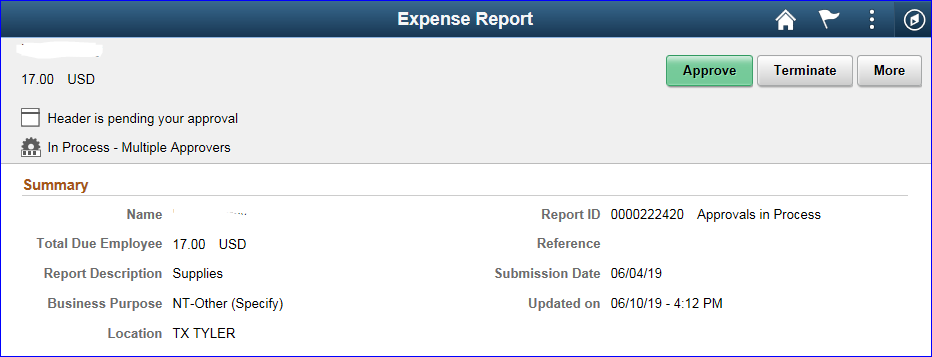 Expense Report
17.00 USD
Approve Terminate More
Header is pending your approval
In Process - Multiple Approvers
Summary
Name Report ID 0000222420 Approvals in Process
Total Due Employee 17.00 USD Reference
Report Description Supplies Submission Date 06/04/19
Business Purpose NT-Other (Specify) Updated on 06/10/19 - 4:12 PM
Location TX TYLER